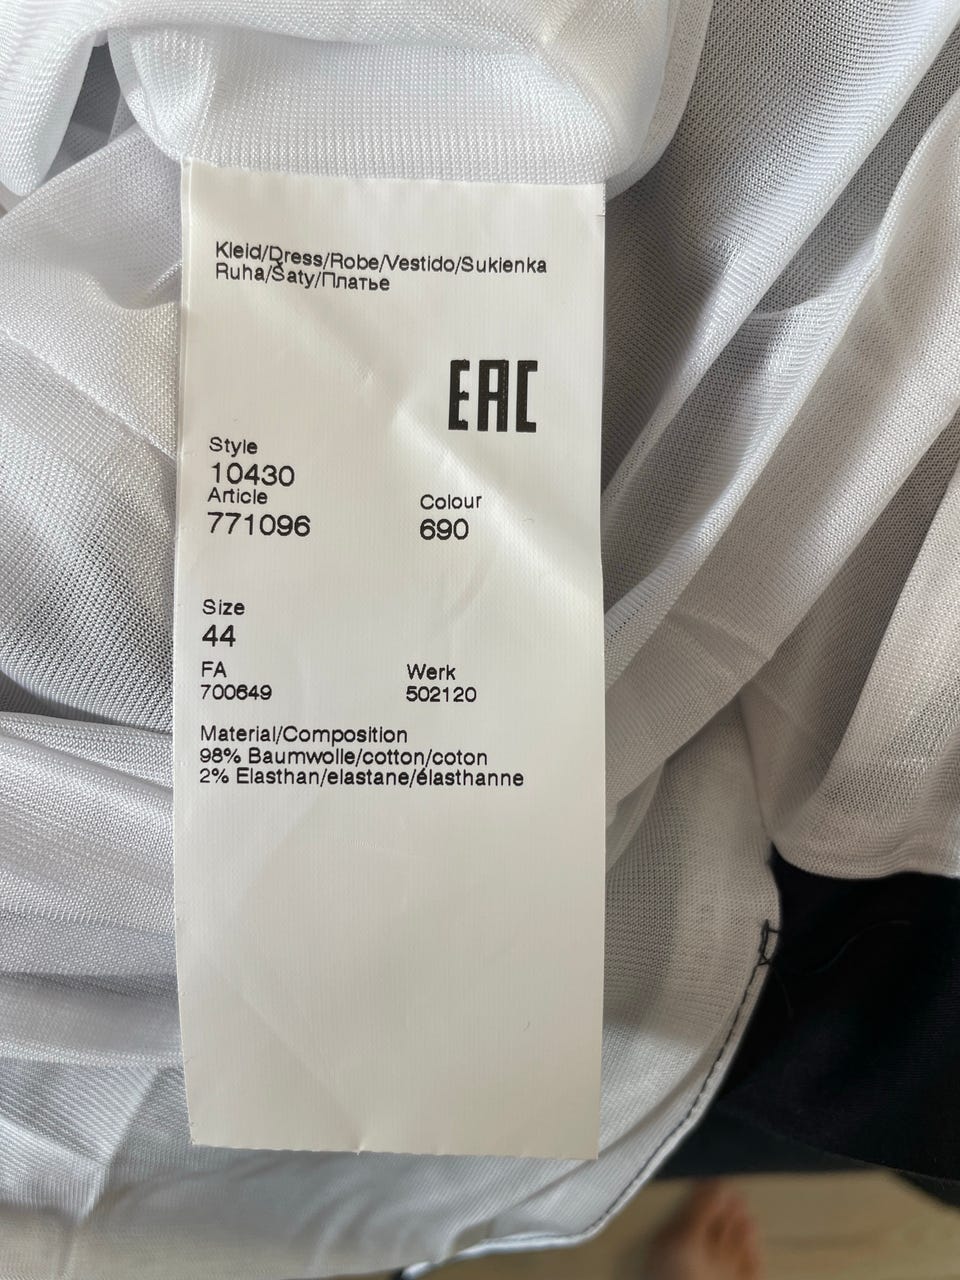 Kleid/Dress/Robe/Vestido/Sukienka
Ruha/Šaty/Платье
EAC
Style
10430
Article
771096
Colour
690
Size
44
FA
700649
Werk
502120
Material/Composition
98% Baumwolle/cotton/coton
2% Elasthan/elastane/élasthanne